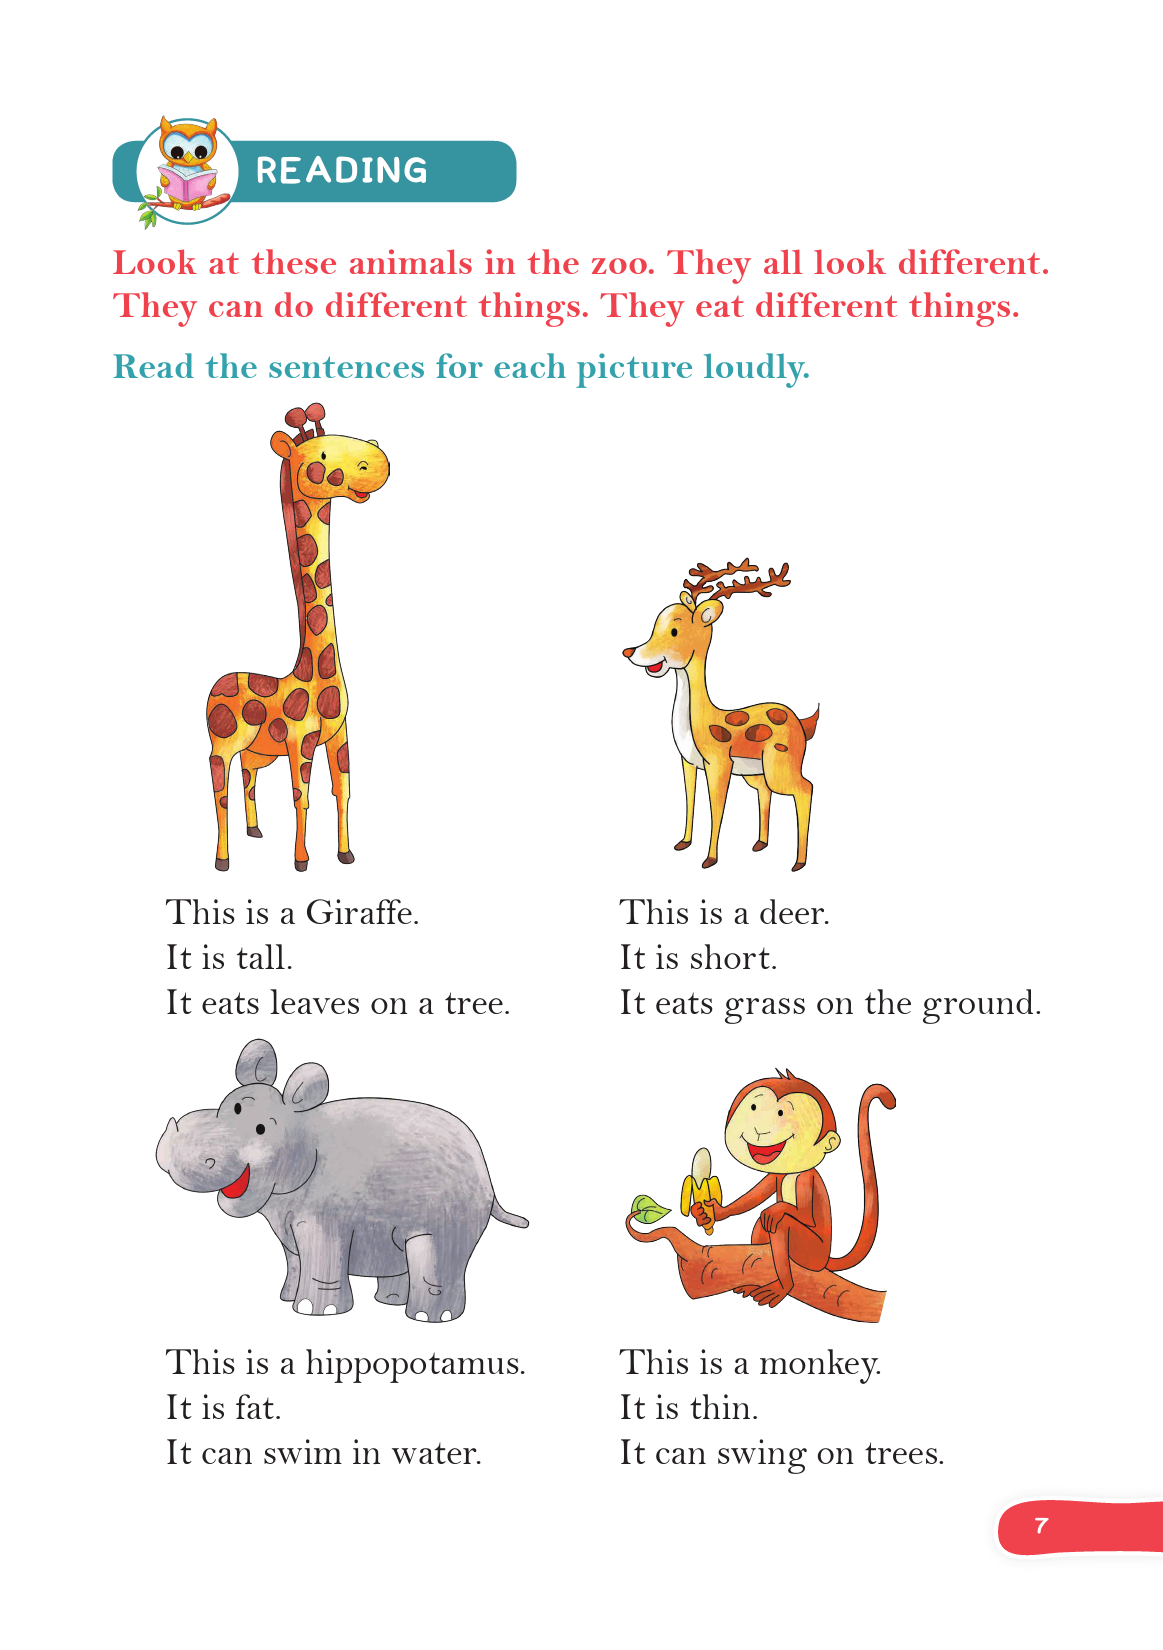 READING
Look at these animals in the zoo. They all look different.
They can do different things. They eat different things.
Read the sentences for each picture loudly.
This is a Giraffe.
It is tall.
It eats leaves on a tree.
This is a deer.
It is short.
It eats grass on the ground.
This is a hippopotamus.
It is fat.
It can swim in water.
This is a monkey.
It is thin.
It can swing on trees.
7